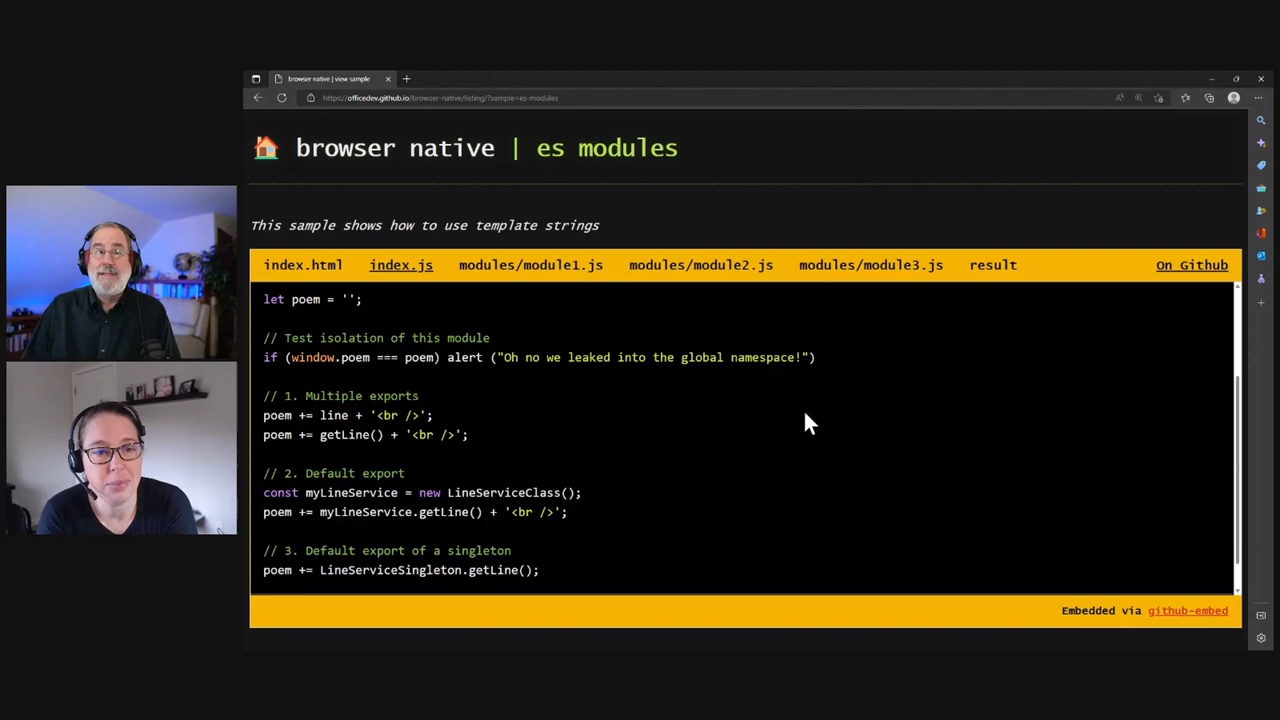 browser native | view sample
https://officedev.github.io/browser-native/listing/?sample=es-modules
browser native | es modules
This sample shows how to use template strings
index.html index.js modules/module1.js modules/module2.js modules/module3.js result On Github
let poem = '';
// Test isolation of this module
if (window.poem === poem) alert ("Oh no we leaked into the global namespace!")
// 1. Multiple exports
poem += line + '<br />';
poem += getLine() + '<br />';
// 2. Default export
const myLineService = new LineServiceClass();
poem += myLineService.getLine() + '<br />';
// 3. Default export of a singleton
poem += LineServiceSingleton.getLine();
Embedded via github-embed